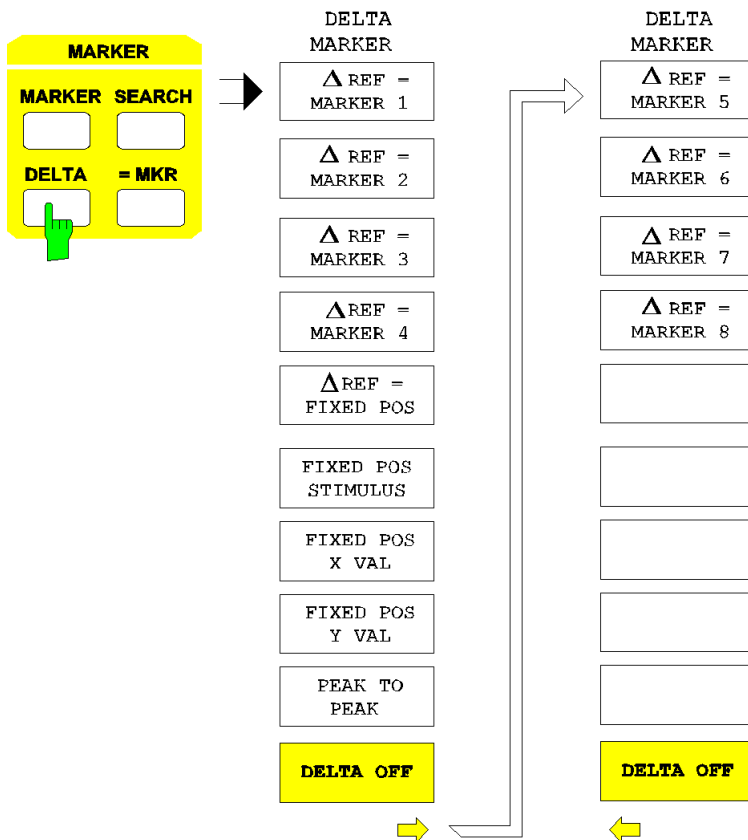 MARKER
MARKER SEARCH
DELTA = MKR
DELTA
MARKER
Δ REF =
MARKER 1
Δ REF =
MARKER 2
Δ REF =
MARKER 3
Δ REF =
MARKER 4
Δ REF =
FIXED POS
FIXED POS
STIMULUS
FIXED POS
X VAL
FIXED POS
Y VAL
PEAK TO
PEAK
DELTA OFF
DELTA
MARKER
Δ REF =
MARKER 5
Δ REF =
MARKER 6
Δ REF =
MARKER 7
Δ REF =
MARKER 8
DELTA OFF